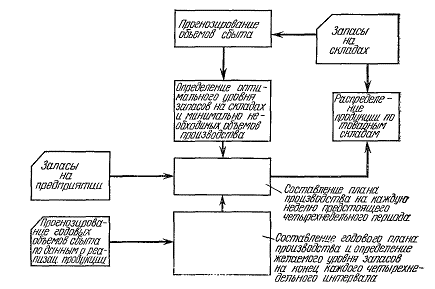 Прогнозирование
объемов сбыта
Запасы
на
складах
Определение опти-
мального уровня
запасов на складах
и минимально не-
обходимых объемов
производства
Распределе-
ние
продукции по
товарным
складам
Запасы
на
предприятии
Составление плана
производства на каждую
неделю предстоящего
четырехнедельного периода
Прогнозирова-
ние годовых
объемов сбыта
по данным о реа-
лизац продукции
Составление годового плана
производства и определение
желаемого уровня запасов
на конец каждого четырехне-
дельного интервала